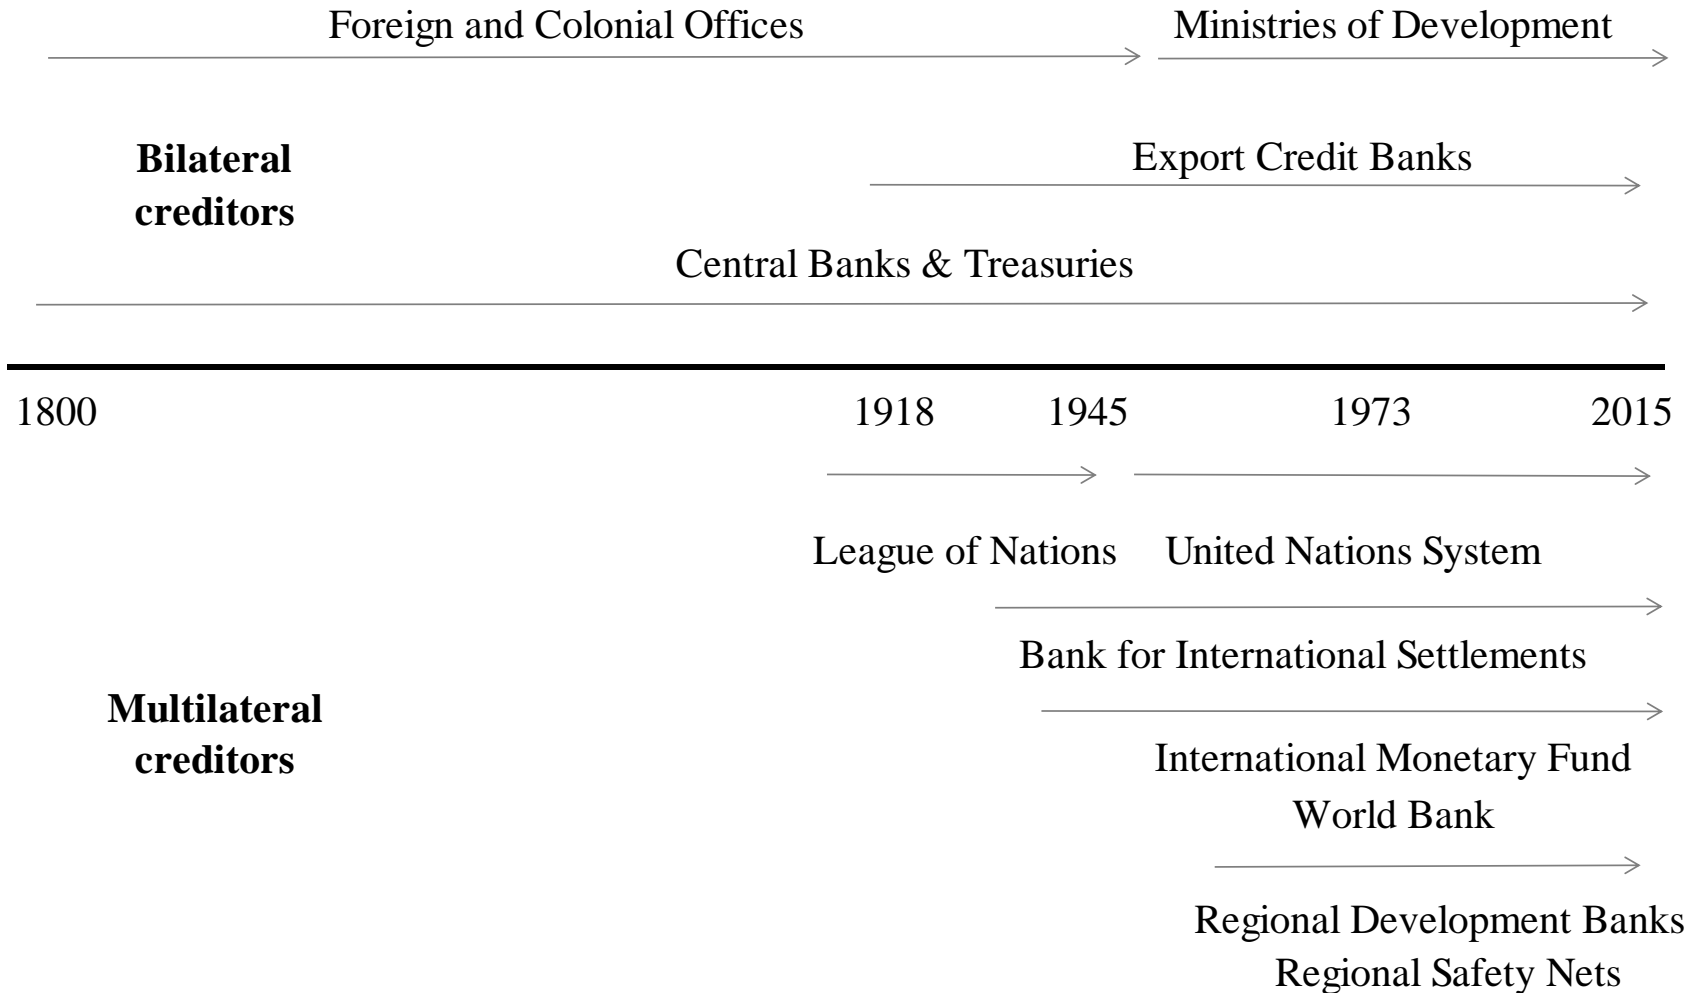 Foreign and Colonial Offices
Ministries of Development
Bilateral
creditors
Export Credit Banks
Central Banks & Treasuries
1800 1918 1945 1973 2015
League of Nations
United Nations System
Bank for International Settlements
Multilateral
creditors
International Monetary Fund
World Bank
Regional Development Banks
Regional Safety Nets